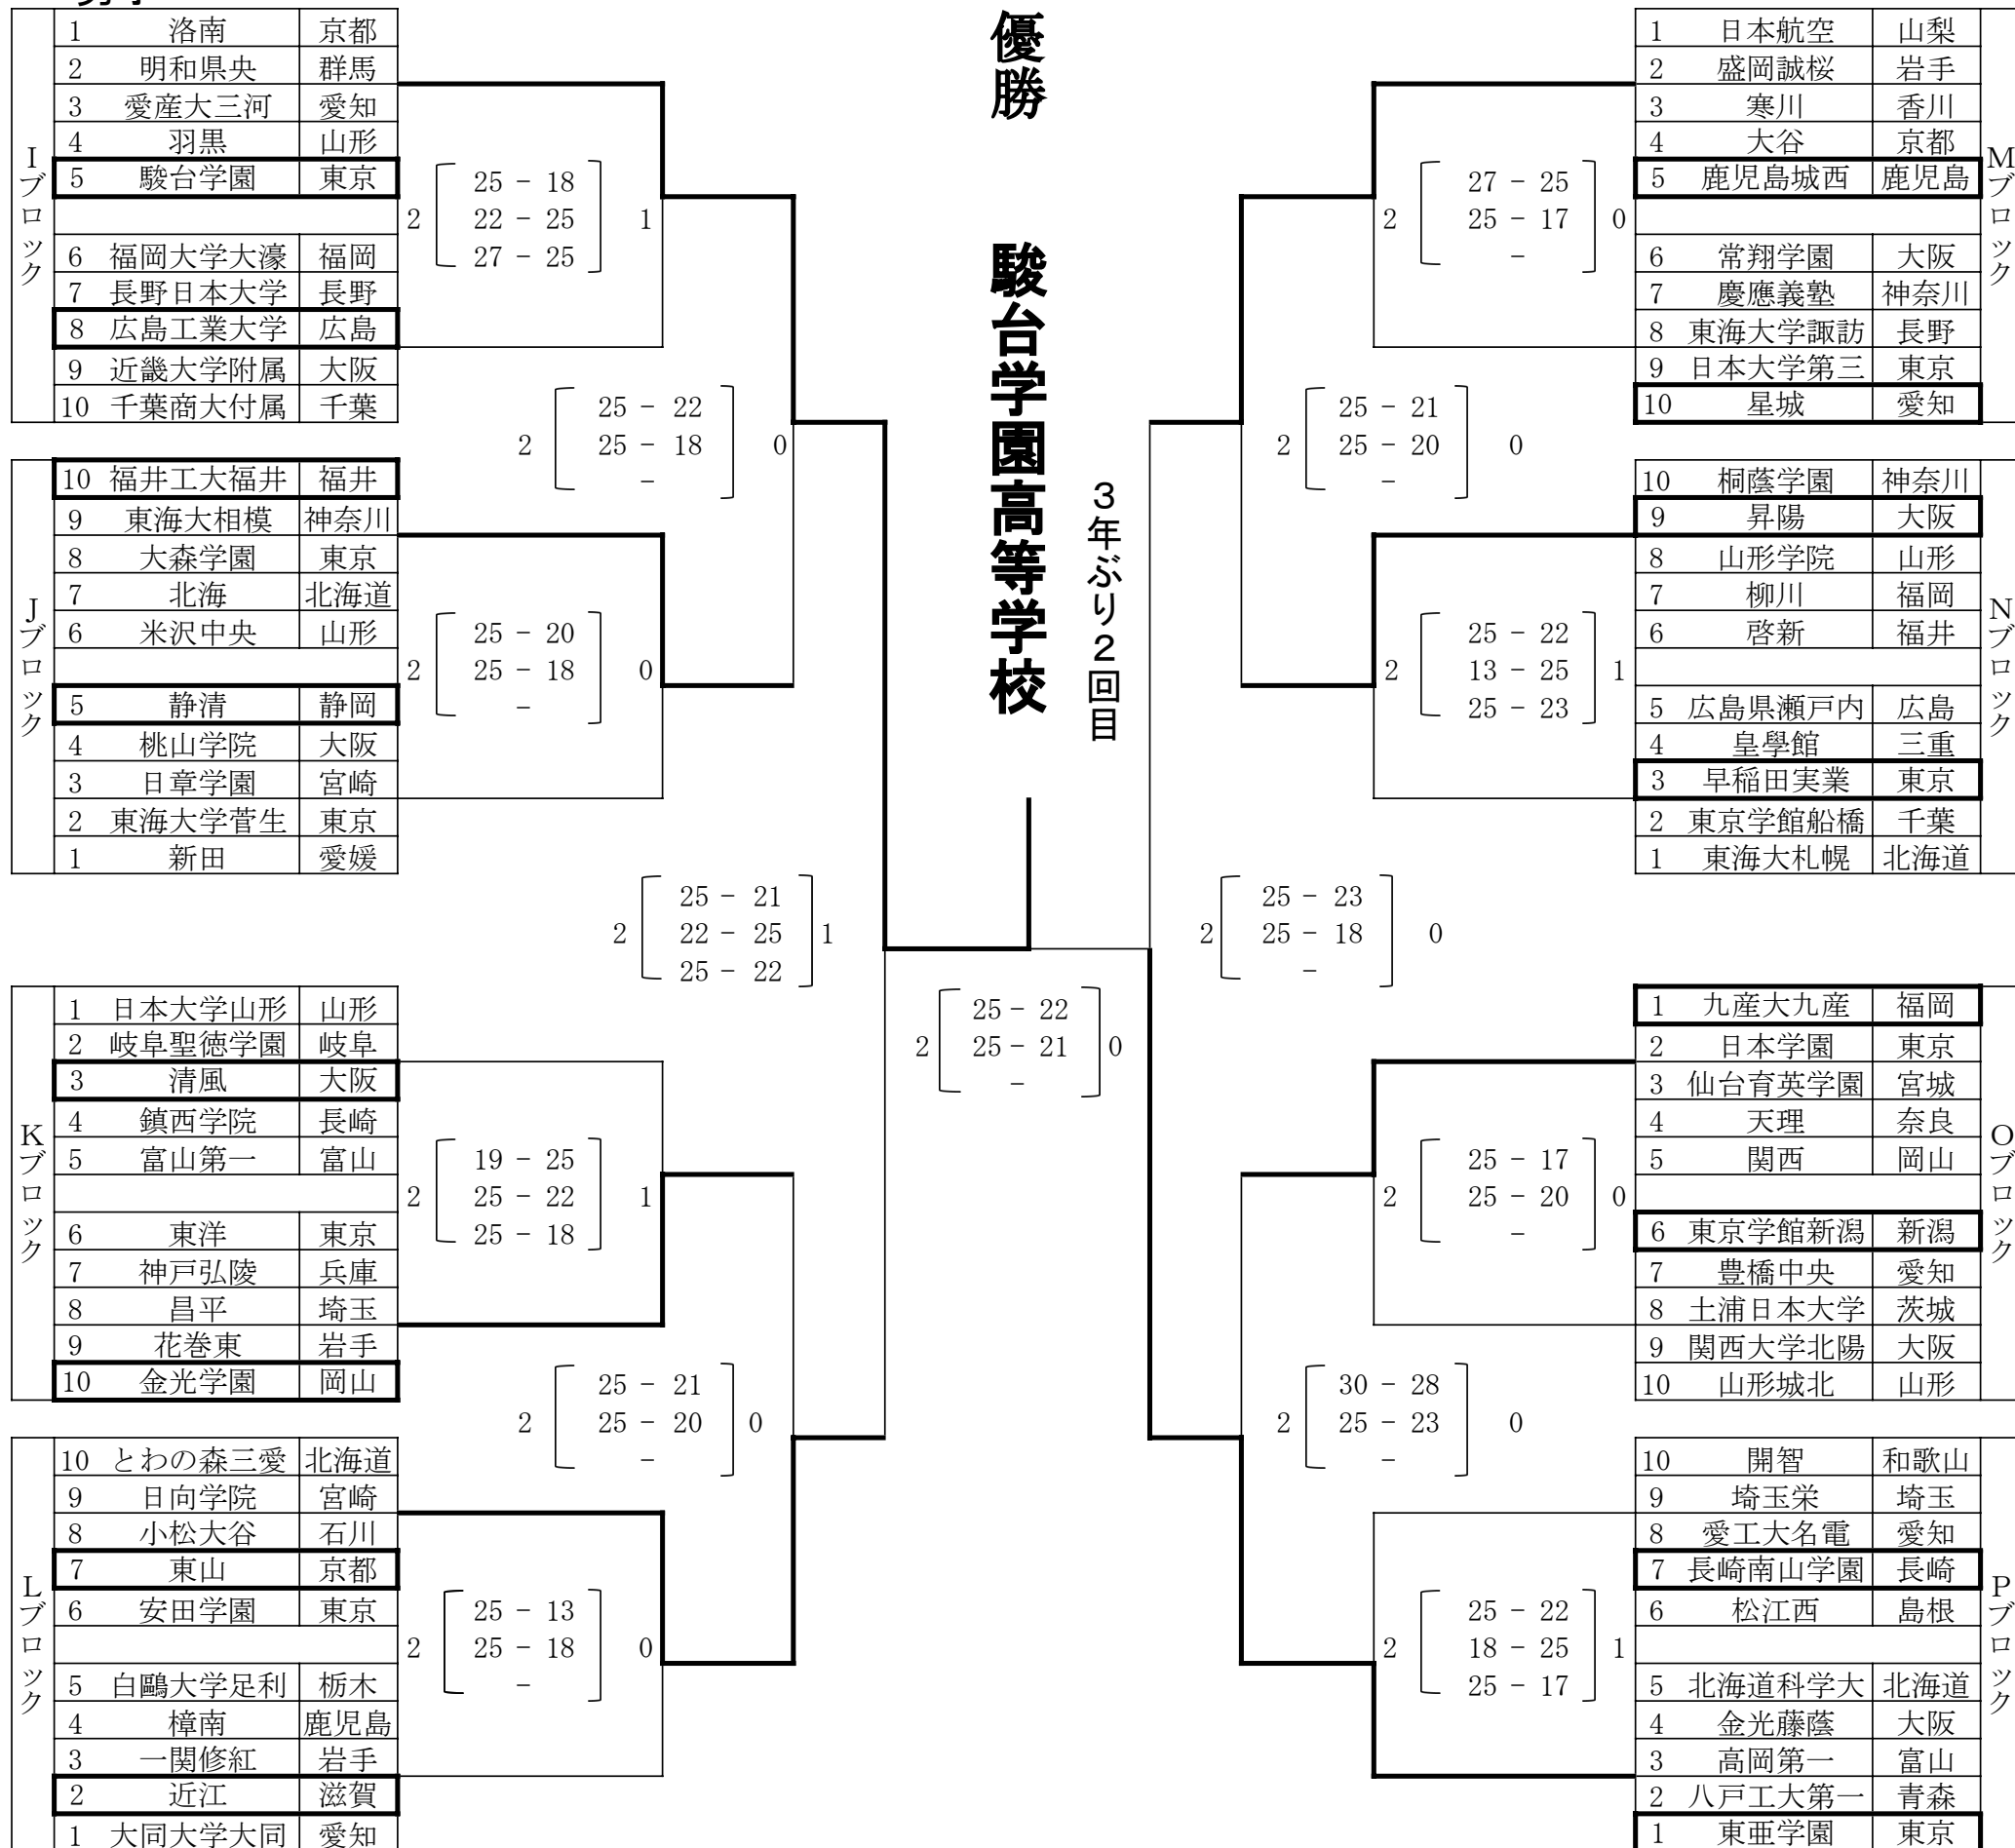 Iブロック
1 洛南 京都
2 明和県央 群馬
3 愛産大三河 愛知
4 羽黒 山形
5 駿台学園 東京
6 福岡大学大濠 福岡
7 長野日本大学 長野
8 広島工業大学 広島
9 近畿大学附属 大阪
10 千葉商大付属 千葉
2 25 - 18 1
22 - 25
27 - 25
2 25 - 22 0
25 - 18
-
Jブロック
10 福井工大福井 福井
9 東海大相模 神奈川
8 大森学園 東京
7 北海 北海道
6 米沢中央 山形
5 静清 静岡
4 桃山学院 大阪
3 日章学園 宮崎
2 東海大学菅生 東京
1 新田 愛媛
2 25 - 20 0
25 - 18
-
2 25 - 21 1
22 - 25
25 - 22
Kブロック
1 日本大学山形 山形
2 岐阜聖徳学園 岐阜
3 清風 大阪
4 鎮西学院 長崎
5 富山第一 富山
6 東洋 東京
7 神戸弘陵 兵庫
8 昌平 埼玉
9 花巻東 岩手
10 金光学園 岡山
2 19 - 25 1
25 - 22
25 - 18
2 25 - 21 0
25 - 20
-
Lブロック
10 とわの森三愛 北海道
9 日向学院 宮崎
8 小松大谷 石川
7 東山 京都
6 安田学園 東京
5 白鷗大学足利 栃木
4 樟南 鹿児島
3 一関修紅 岩手
2 近江 滋賀
1 大同大学大同 愛知
2 25 - 13 0
25 - 18
-
優勝 駿台学園高等学校
３年ぶり２回目
2 25 - 22 0
25 - 21
-
Mブロック
1 日本航空 山梨
2 盛岡誠桜 岩手
3 寒川 香川
4 大谷 京都
5 鹿児島城西 鹿児島
6 常翔学園 大阪
7 慶應義塾 神奈川
8 東海大学諏訪 長野
9 日本大学第三 東京
10 星城 愛知
2 27 - 25 0
25 - 17
-
2 25 - 21 0
25 - 20
-
Nブロック
10 桐蔭学園 神奈川
9 昇陽 大阪
8 山形学院 山形
7 柳川 福岡
6 啓新 福井
5 広島県瀬戸内 広島
4 皇學館 三重
3 早稲田実業 東京
2 東京学館船橋 千葉
1 東海大札幌 北海道
2 25 - 22 1
13 - 25
25 - 23
2 25 - 23 0
25 - 18
-
Oブロック
1 九産大九産 福岡
2 日本学園 東京
3 仙台育英学園 宮城
4 天理 奈良
5 関西 岡山
6 東京学館新潟 新潟
7 豊橋中央 愛知
8 土浦日本大学 茨城
9 関西大学北陽 大阪
10 山形城北 山形
2 25 - 17 0
25 - 20
-
2 30 - 28 0
25 - 23
-
Pブロック
10 開智 和歌山
9 埼玉栄 埼玉
8 愛工大名電 愛知
7 長崎南山学園 長崎
6 松江西 島根
5 北海道科学大 北海道
4 金光藤蔭 大阪
3 高岡第一 富山
2 八戸工大第一 青森
1 東亜学園 東京
2 25 - 22 1
18 - 25
25 - 17